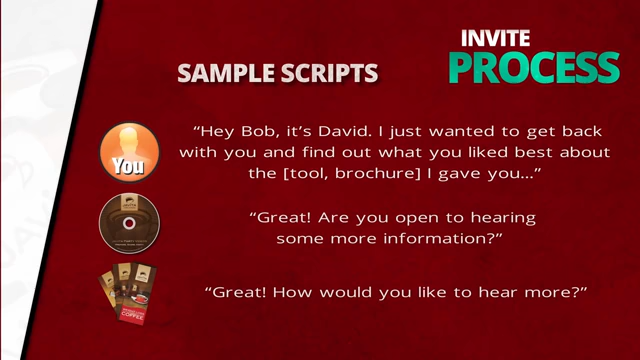 INVITE
PROCESS
SAMPLE SCRIPTS
“Hey Bob, it’s David. I just wanted to get back
with you and find out what you liked best about
the [tool, brochure] I gave you...”
You
“Great! Are you open to hearing
some more information?”
“Great! How would you like to hear more?”
COFFEE